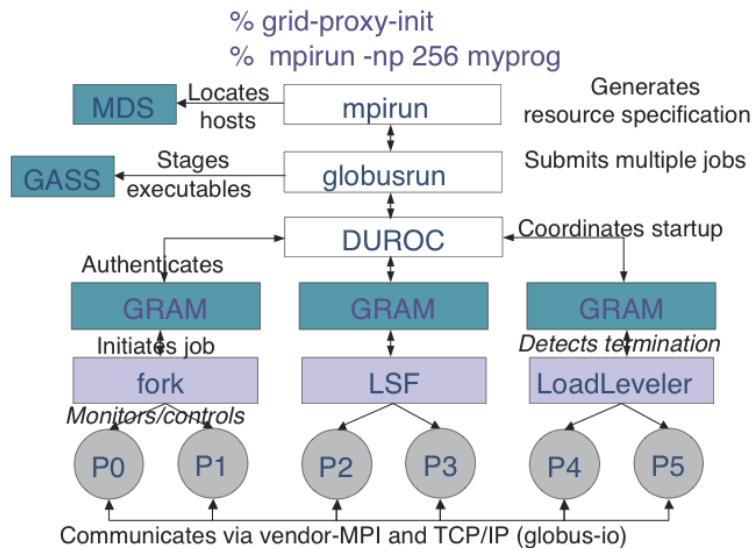 % grid-proxy-init
% mpirun -np 256 myprog
MDS
Locates
hosts
mpirun
Generates
resource specification
GASS
Stages
executables
globusrun
Submits multiple jobs
DUROC
Coordinates startup
Authenticates
GRAM
GRAM
GRAM
Initiates job
Detects termination
fork
LSF
LoadLeveler
Monitors/controls
P0
P1
P2
P3
P4
P5
Communicates via vendor-MPI and TCP/IP (globus-io)